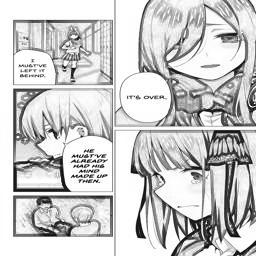 I
MUST'VE
LEFT IT
BEHIND.
IT'S OVER.
HE
MUST'VE
ALREADY
HAD HIS
MIND
MADE UP
THEN.